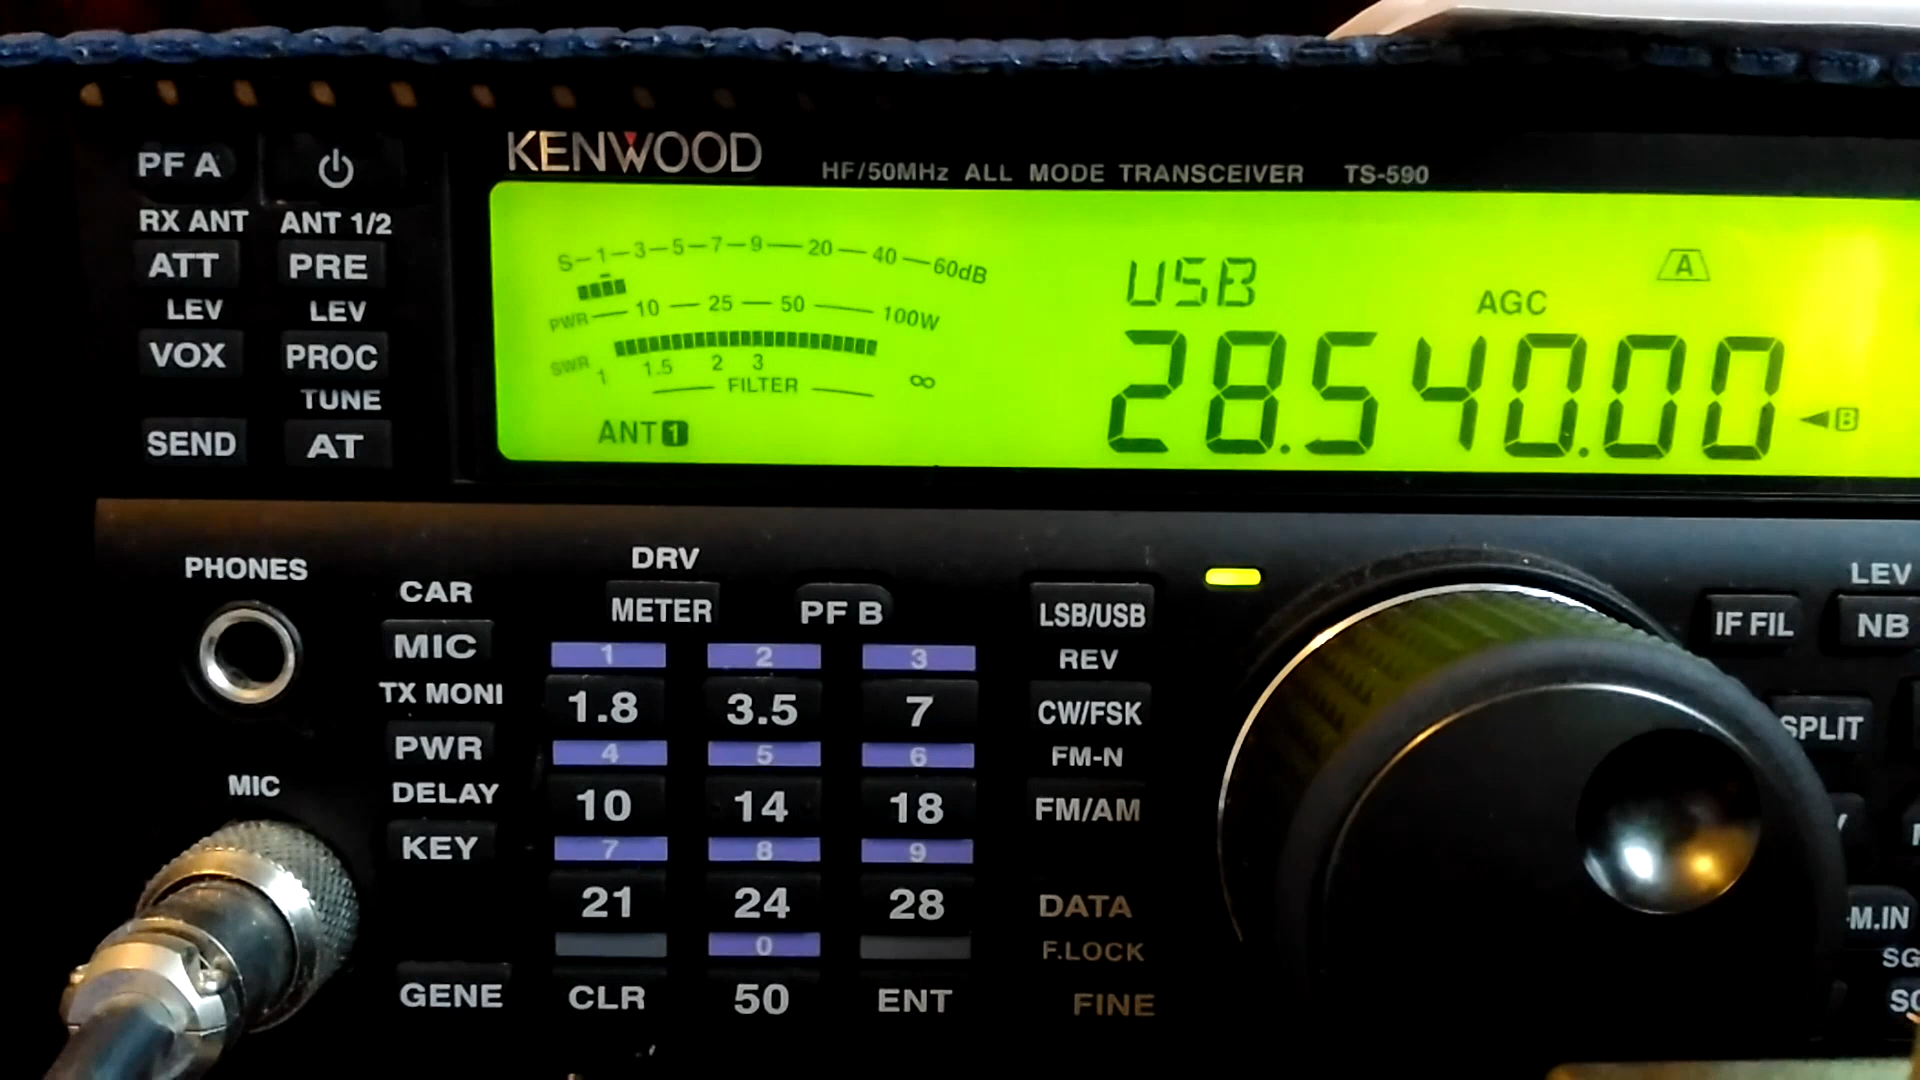 KENWOOD
HF/50MHz ALL MODE TRANSCEIVER TS-590
PF A
RX ANT ANT 1/2
ATT PRE
LEV LEV
VOX PROC
TUNE
SEND AT
S 1 3 5 7 9 20 40 60dB
PWR 10 25 50 100W
SWR 1 1.5 2 3 ∞
FILTER
ANT 1
USB
AGC
A
28.540.00
◄B
PHONES
MIC
CAR
MIC
TX MONI
PWR
DELAY
KEY
GENE
DRV
METER PF B
1 2 3
1.8 3.5 7
4 5 6
10 14 18
7 8 9
21 24 28
0
CLR 50 ENT
LSB/USB
REV
CW/FSK
FM-N
FM/AM
DATA
F.LOCK
FINE
LEV
IF FIL NB
SPLIT
M.IN